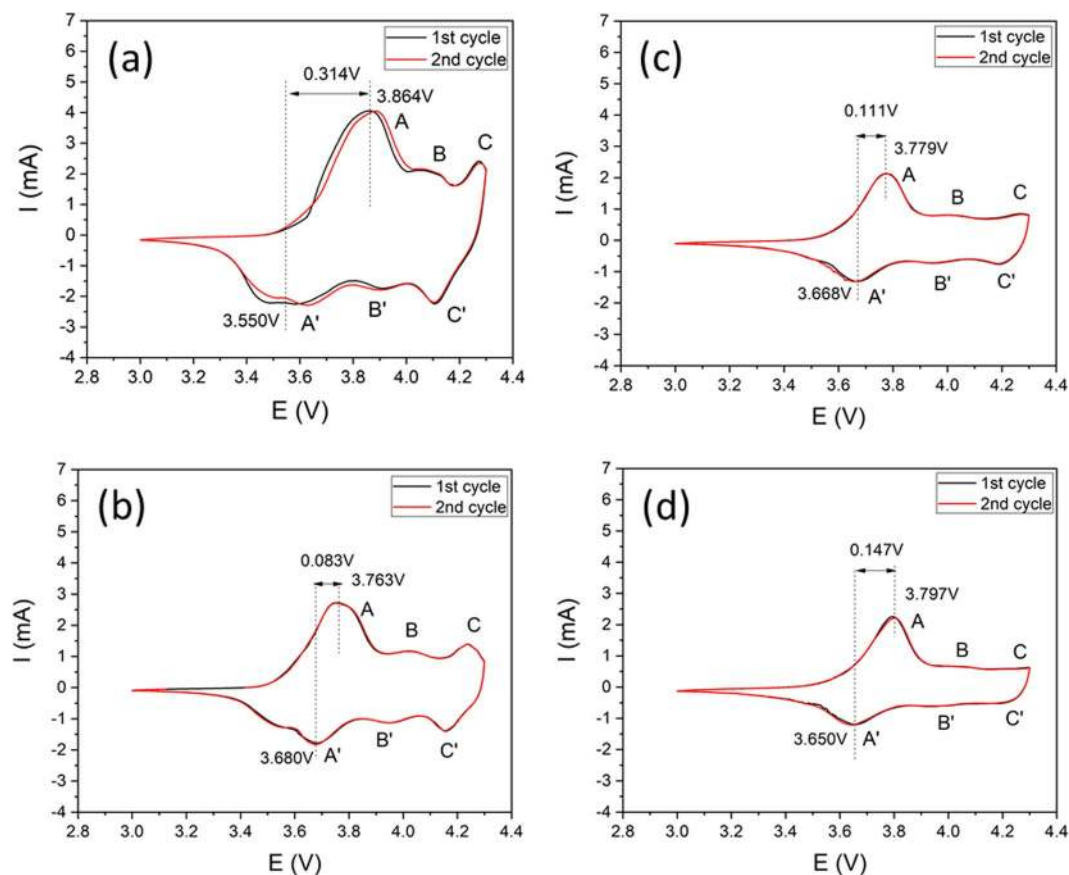 (a)
1st cycle
2nd cycle
0.314V
3.864V
A
B
C
3.550V
A'
B'
C'
7
6
5
4
3
2
1
0
-1
-2
-3
-4
I (mA)
2.8 3.0 3.2 3.4 3.6 3.8 4.0 4.2 4.4
E (V)
(c)
1st cycle
2nd cycle
0.111V
3.779V
A
B
C
3.668V
A'
B'
C'
7
6
5
4
3
2
1
0
-1
-2
-3
-4
I (mA)
2.8 3.0 3.2 3.4 3.6 3.8 4.0 4.2 4.4
E (V)
(b)
1st cycle
2nd cycle
0.083V
3.763V
A
B
C
3.680V
A'
B'
C'
7
6
5
4
3
2
1
0
-1
-2
-3
-4
I (mA)
2.8 3.0 3.2 3.4 3.6 3.8 4.0 4.2 4.4
E (V)
(d)
1st cycle
2nd cycle
0.147V
3.797V
A
B
C
3.650V
A'
B'
C'
7
6
5
4
3
2
1
0
-1
-2
-3
-4
I (mA)
2.8 3.0 3.2 3.4 3.6 3.8 4.0 4.2 4.4
E (V)